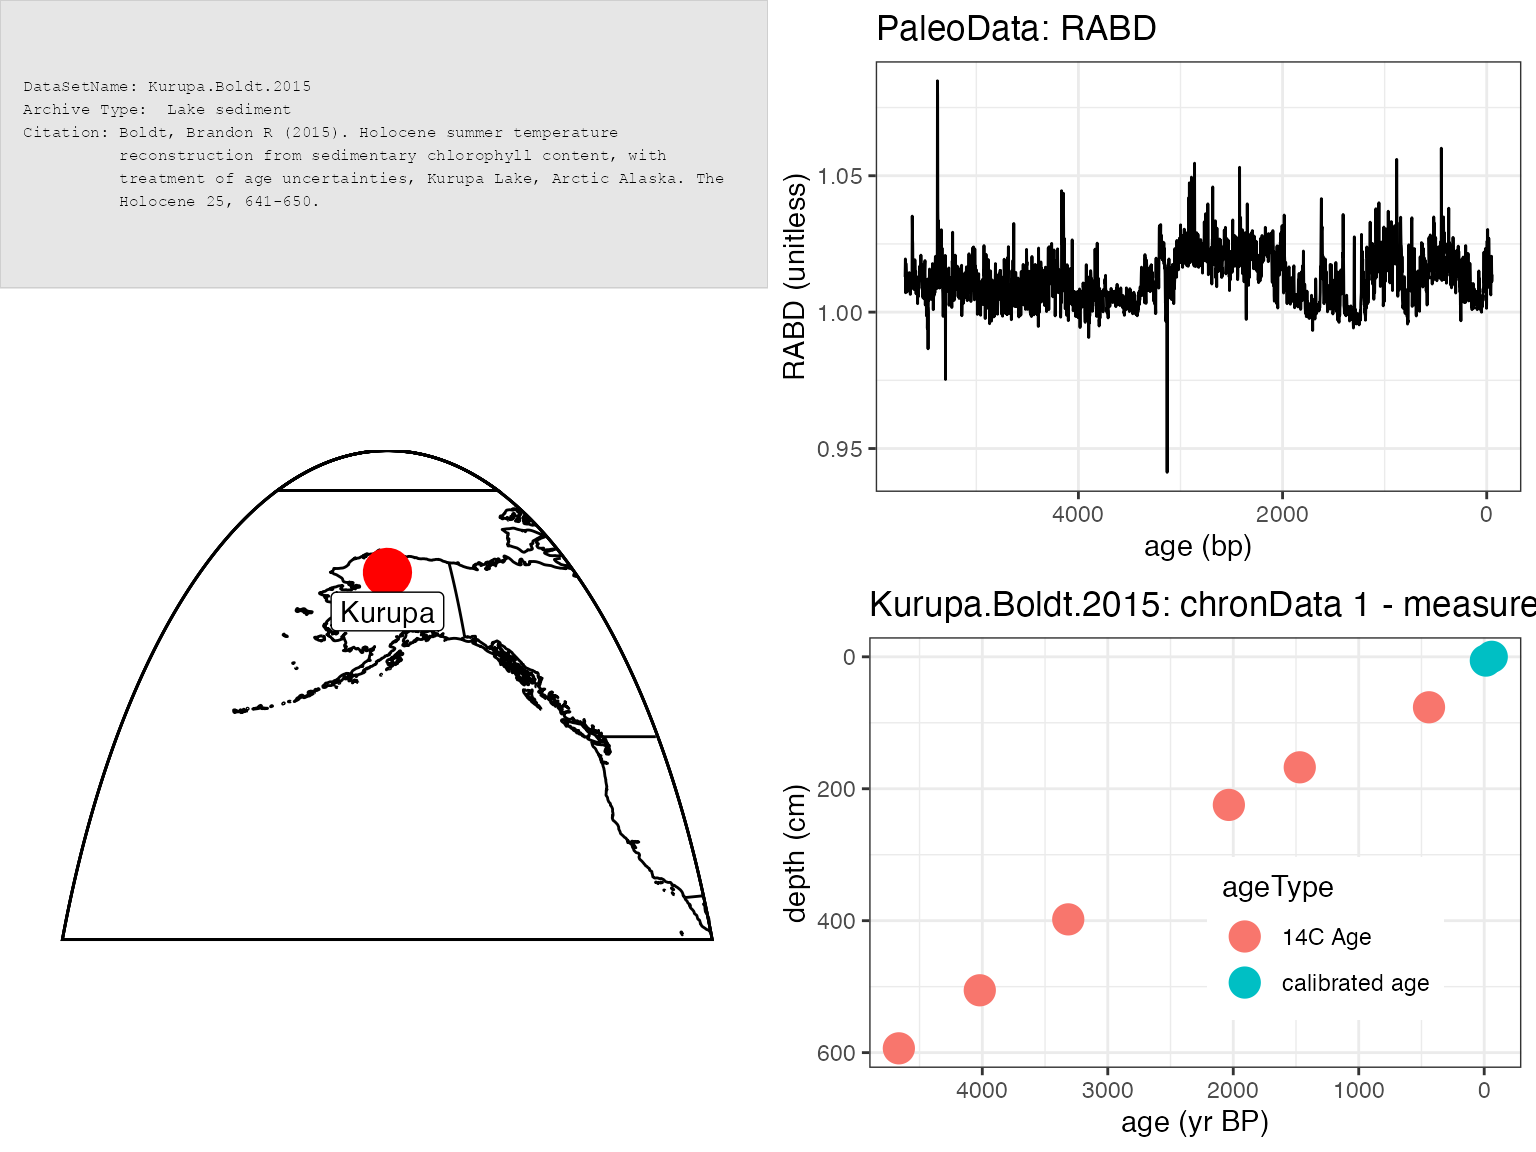 DataSetName: Kurupa.Boldt.2015
Archive Type:  Lake sediment
Citation: Boldt, Brandon R (2015). Holocene summer temperature
reconstruction from sedimentary chlorophyll content, with
treatment of age uncertainties, Kurupa Lake, Arctic Alaska. The
Holocene 25, 641-650.
Kurupa
PaleoData: RABD
RABD (unitless)
1.05
1.00
0.95
4000 2000 0
age (bp)
Kurupa.Boldt.2015: chronData 1 - measure
depth (cm)
0
200
400
600
ageType
14C Age
calibrated age
4000 3000 2000 1000 0
age (yr BP)